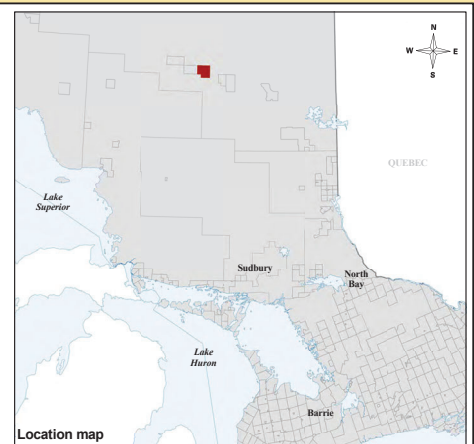 N
W E
S
QUEBEC
Lake
Superior
Sudbury
North
Bay
Lake
Huron
Barrie
Location map